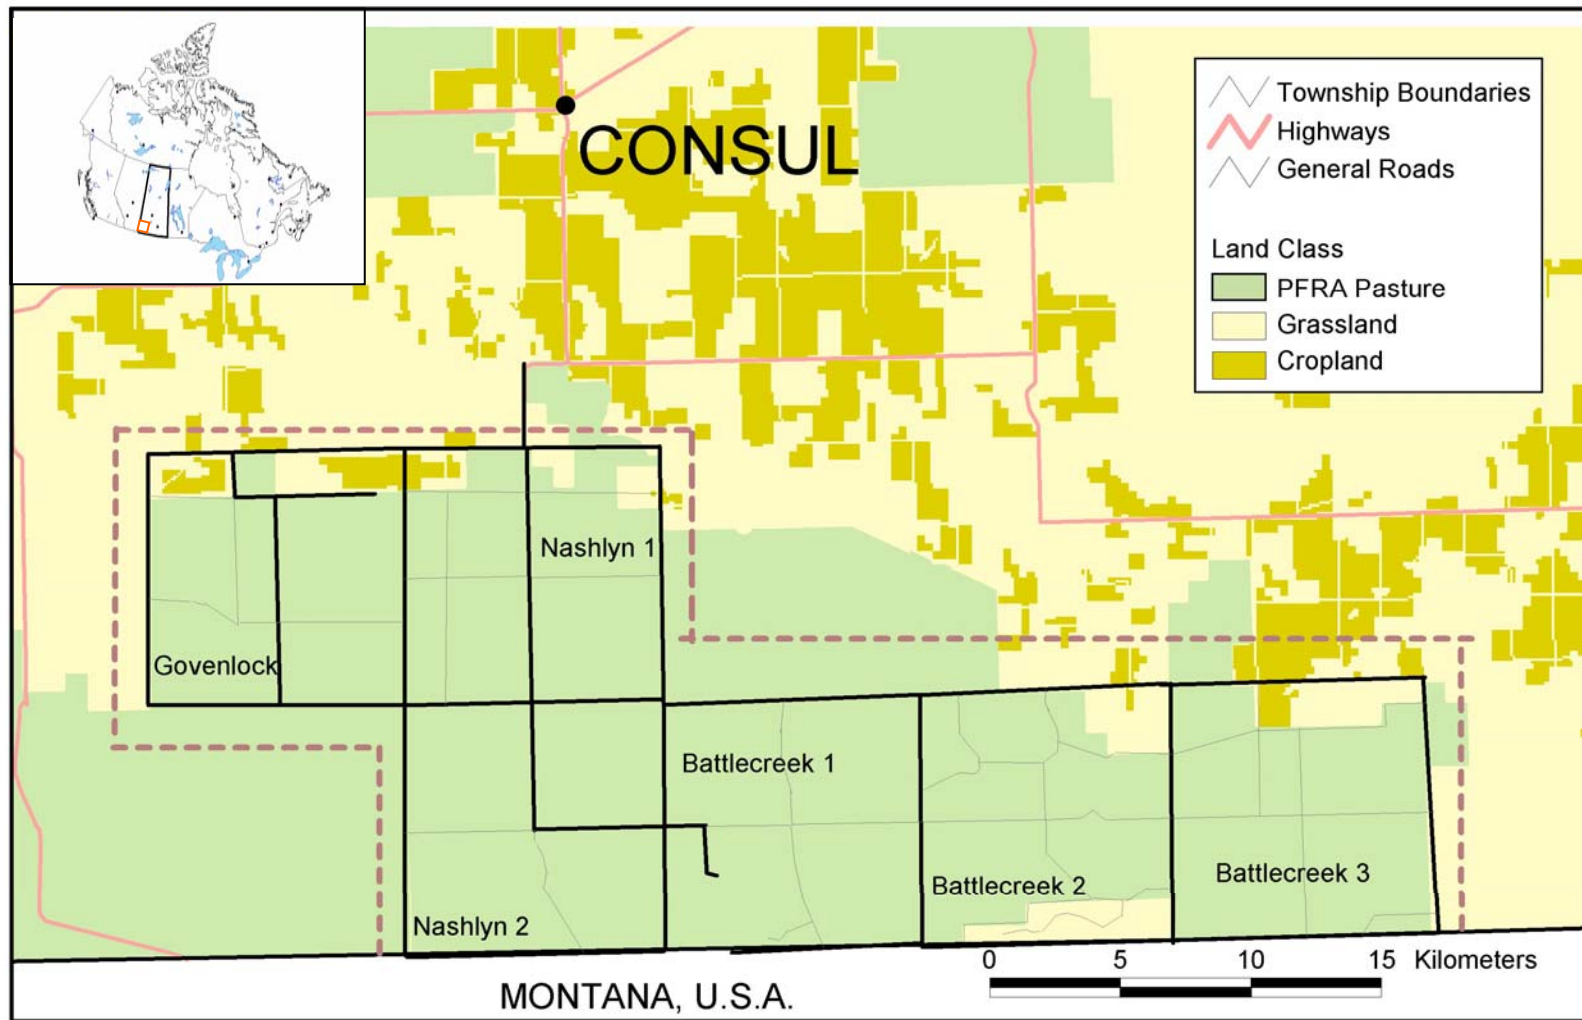 CONSUL
Township Boundaries
Highways
General Roads
Land Class
PFRA Pasture
Grassland
Cropland
Nashlyn 1
Govenlock
Battlecreek 1
Battlecreek 2
Battlecreek 3
Nashlyn 2
0 5 10 15 Kilometers
MONTANA, U.S.A.